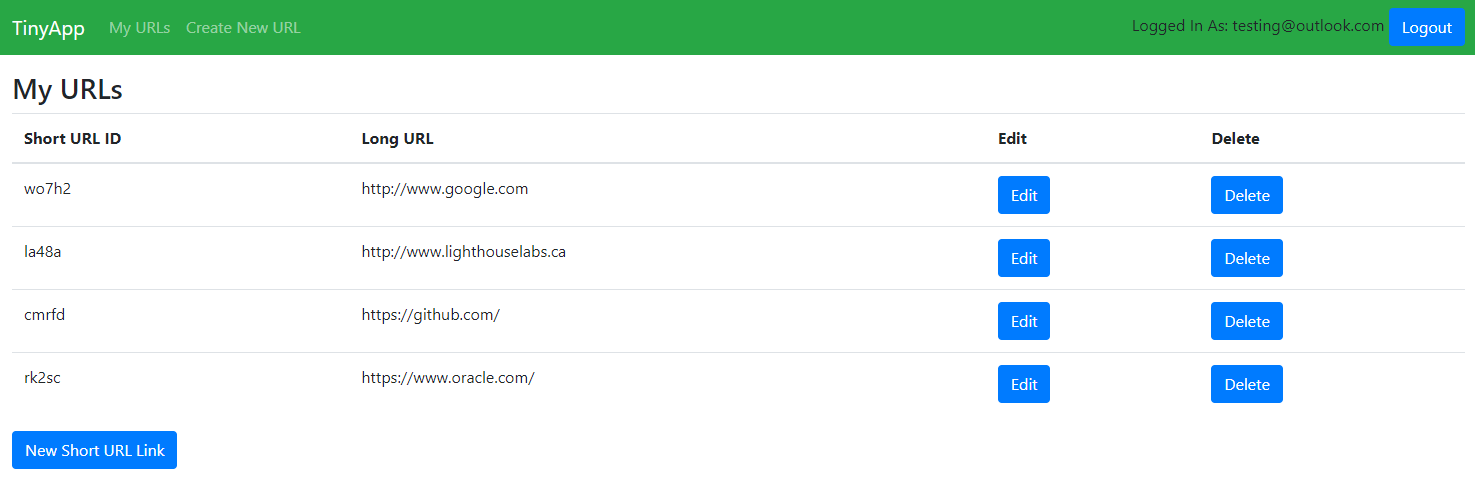 TinyApp My URLs Create New URL Logged In As: testing@outlook.com Logout
My URLs
Short URL ID Long URL Edit Delete
wo7h2 http://www.google.com Edit Delete
la48a http://www.lighthouselabs.ca Edit Delete
cmrfd https://github.com/ Edit Delete
rk2sc https://www.oracle.com/ Edit Delete
New Short URL Link